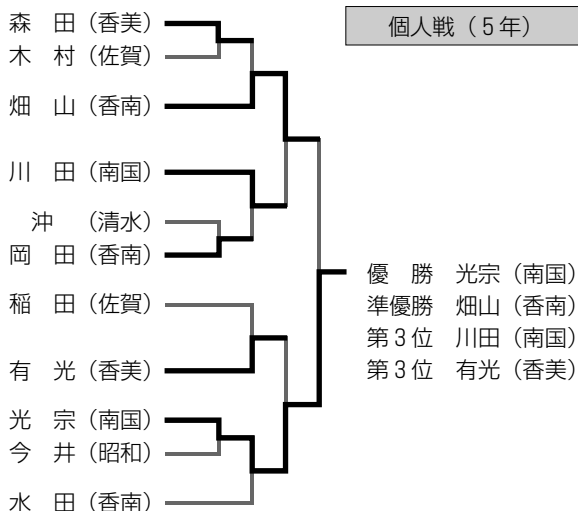 個人戦（５年）
森　田（香美）
木　村（佐賀）
畑　山（香南）
川　田（南国）
沖　（清水）
岡　田（香南）
稲　田（佐賀）
有　光（香美）
光　宗（南国）
今　井（昭和）
水　田（香南）
優　勝　光宗（南国）
準優勝　畑山（香南）
第３位　川田（南国）
第３位　有光（香美）